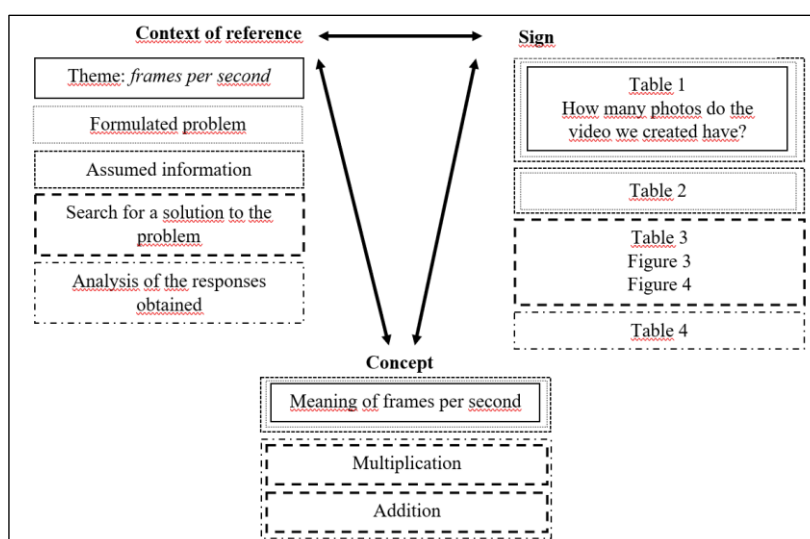 Context of reference
Sign
Theme: frames per second
Formulated problem
Assumed information
Search for a solution to the
problem
Analysis of the responses
obtained
Table 1
How many photos do the
video we created have?
Table 2
Table 3
Figure 3
Figure 4
Table 4
Concept
Meaning of frames per second
Multiplication
Addition